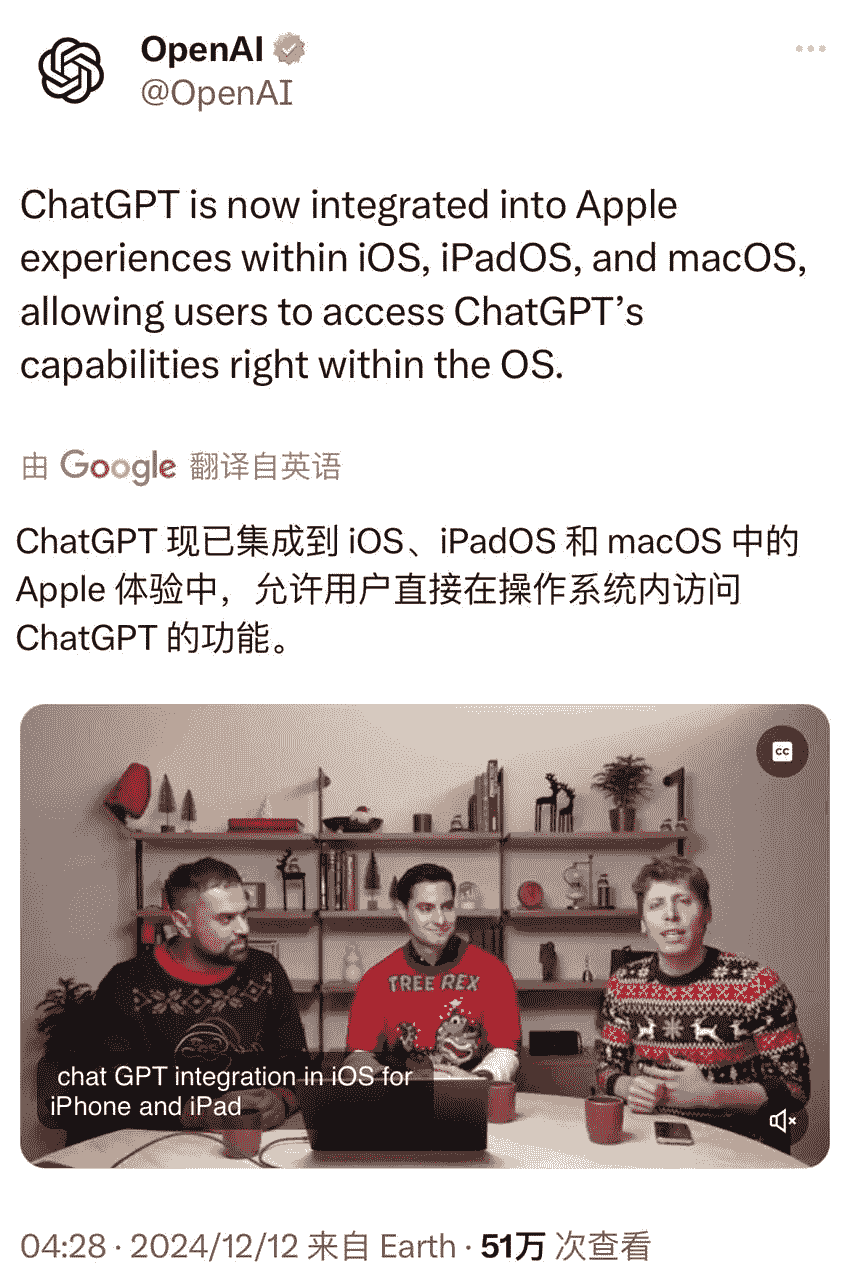 OpenAI
@OpenAI
ChatGPT is now integrated into Apple
experiences within iOS, iPadOS, and macOS,
allowing users to access ChatGPT’s
capabilities right within the OS.
由 Google 翻译自英语
ChatGPT 现已集成到 iOS、iPadOS 和 macOS 中的
Apple 体验中，允许用户直接在操作系统内访问
ChatGPT 的功能。
CC
TREE REX
chat GPT integration in iOS for
iPhone and iPad
04:28 · 2024/12/12 来自 Earth · 51万 次查看